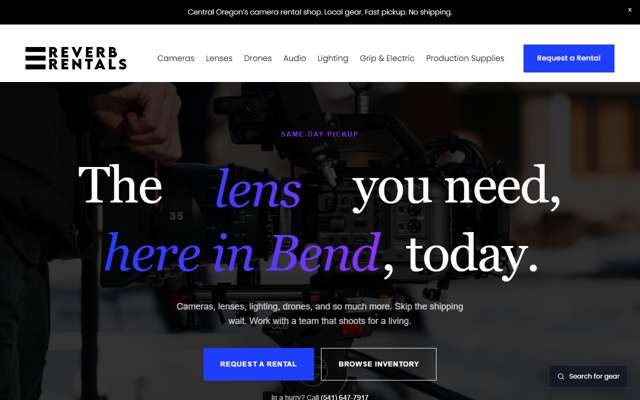 Central Oregon's camera rental shop. Local gear. Fast pickup. No shipping.
x
REVERB
RENTALS
Cameras Lenses Drones Audio Lighting Grip & Electric Production Supplies
Request a Rental
SAME-DAY PICKUP
The lens you need,
here in Bend, today.
35
Cameras, lenses, lighting, drones, and so much more. Skip the shipping
wait. Work with a team that shoots for a living.
REQUEST A RENTAL
BROWSE INVENTORY
Search for gear
In a hurry? Call (541) 647-7917